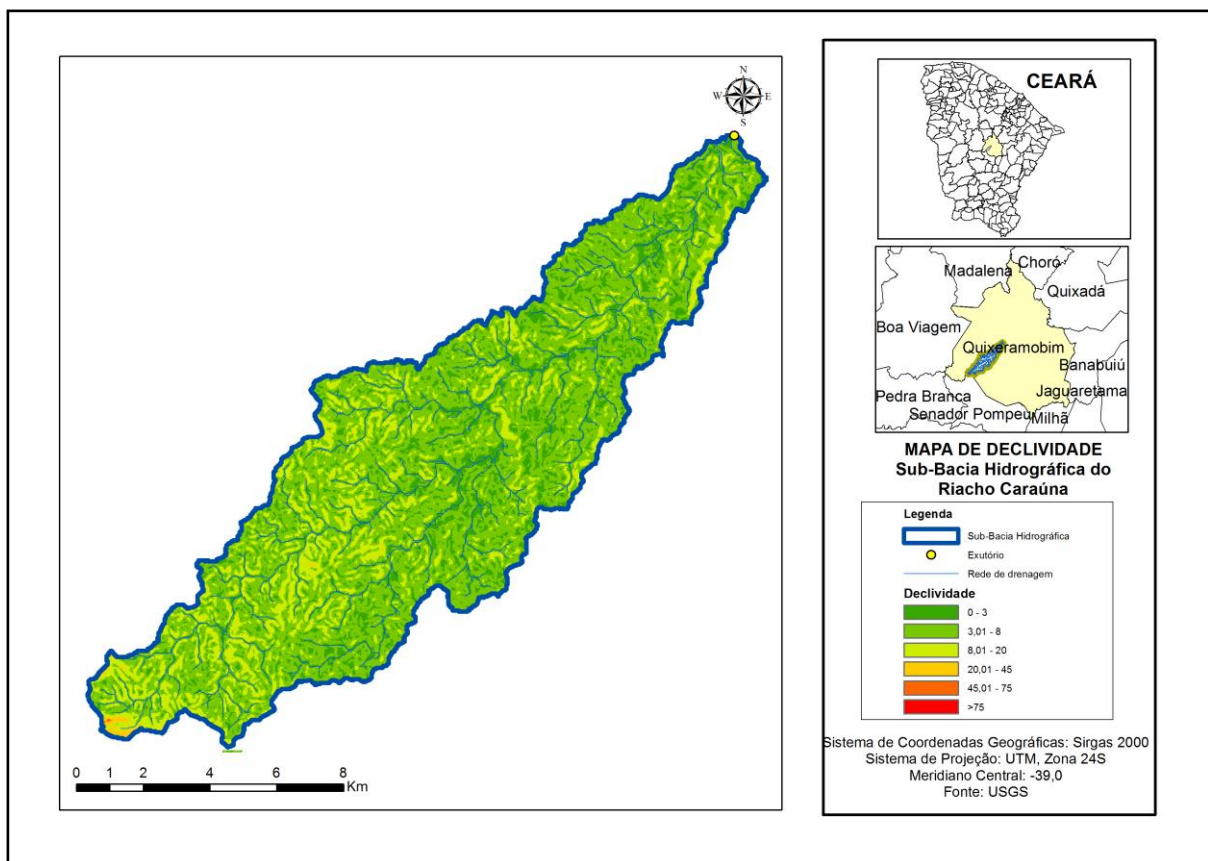 N
W E
S
0 1 2 4 6 8
Km
CEARÁ
Madalena
Choró
Quixadá
Boa Viagem
Quixeramobim
Banabuiú
Pedra Branca
Jaguaretama
Senador Pompeu
Milhã
MAPA DE DECLIVIDADE
Sub-Bacia Hidrográfica do
Riacho Caraúna
Legenda
Sub-Bacia Hidrográfica
Exutório
Rede de drenagem
Declividade
0 - 3
3,01 - 8
8,01 - 20
20,01 - 45
45,01 - 75
>75
Sistema de Coordenadas Geográficas: Sirgas 2000
Sistema de Projeção: UTM, Zona 24S
Meridiano Central: -39,0
Fonte: USGS